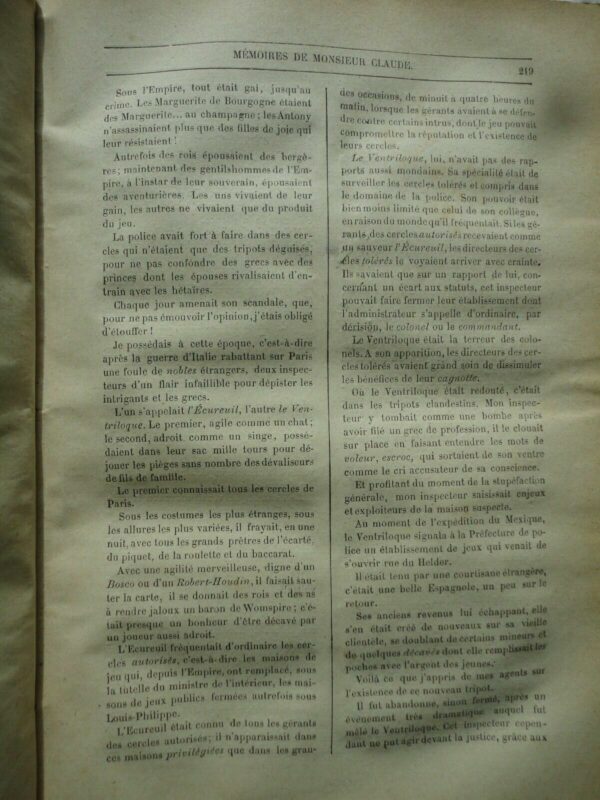 MÉMOIRES DE MONSIEUR CLAUDE.
219
Sous l'Empire, tout était gai, jusqu'au
crime. Les Marguerite de Bourgogne étaient
des Marguerite... au champagne ; les Antony
n'assassinaient plus que des filles de joie qui
leur résistaient !
Autrefois des rois épousaient des bergè-
res ; maintenant des gentilshommes de l'Em-
pire, à l'instar de leur souverain, épousaient
des aventurières. Les uns vivaient de leur
gain, les autres ne vivaient que du produit
du jeu.
La police avait fort à faire dans des cer-
cles qui n'étaient que des tripots déguisés,
pour ne pas confondre des grecs avec des
princes dont les épouses rivalisaient d'en-
train avec les hétaires.
Chaque jour amenait son scandale, que,
pour ne pas émouvoir l'opinion, j'étais obligé
d'étouffer !
Je possédais à cette époque, c'est-à-dire
après la guerre d'Italie rabattant sur Paris
une foule de nobles étrangers, deux inspec-
teurs d'un flair infaillible pour dépister les
intrigants et les grecs.
L'un s'appelait l'Écureuil, l'autre le Ven-
triloque. Le premier, agile comme un chat ;
le second, adroit comme un singe, possé-
daient dans leur sac mille tours pour dé-
jouer les pièges sans nombre des dévaliseurs
de fils de famille.
Le premier connaissait tous les cercles de
Paris.
Sous les costumes les plus étranges, sous
les allures les plus variées, il frayait, en une
nuit, avec tous les grands prêtres de l'écarté,
du piquet, de la roulette et du baccarat.
Avec une agilité merveilleuse, digne d'un
Bosco ou d'un Robert-Houdin, il faisait sau-
ter la carte, il se donnait des rois et des as
à rendre jaloux un baron de Womspire ; c'é-
tait presque un bonheur d'être décavé par
un joueur aussi adroit.
L'Ecureuil fréquentait d'ordinaire les cer-
cles autorisés, c'est-à-dire les maisons de
jeu qui, depuis l'Empire, ont remplacé, sous
la tutelle du ministre de l'intérieur, les mai-
sons de jeux publics fermées autrefois sous
Louis-Philippe.
L'Ecureuil était connu de tous les gérants
des cercles autorisés ; il n'apparaissait dans
ces maisons privilégiées que dans les gran-
des occasions, de minuit à quatre heures du
matin, lorsque les gérants avaient à se défen-
dre contre certains intrus, dont le jeu pouvait
compromettre la réputation et l'existence de
leurs cercles.
Le Ventriloque, lui, n'avait pas des rap-
ports aussi mondains. Sa spécialité était de
surveiller les cercles tolérés et compris dans
le domaine de la police. Son pouvoir était
bien moins limité que celui de son collègue,
en raison du monde qu'il fréquentait. Si les gé-
rants des cercles autorisés recevaient comme
un sauveur l'Écureuil, les directeurs des cer-
cles tolérés le voyaient arriver avec crainte.
Ils savaient que sur un rapport de lui, con-
cernant un écart aux statuts, cet inspecteur
pouvait faire fermer leur établissement dont
l'administrateur s'appelle d'ordinaire, par
dérision, le colonel ou le commandant.
Le Ventriloque était la terreur des colo-
nels. A son apparition, les directeurs des cer-
cles tolérés avaient grand soin de dissimuler
les bénéfices de leur cagnotte.
Où le Ventriloque était redouté, c'était
dans les tripots clandestins. Mon inspec-
teur y tombait comme une bombe après
avoir filé un grec de profession, il le clouait
sur place en faisant entendre les mots de
voleur, escroc, qui sortaient de son ventre
comme le cri accusateur de sa conscience.
Et profitant du moment de la stupéfaction
générale, mon inspecteur saisissait enjeux
et exploiteurs de la maison suspecte.
Au moment de l'expédition du Mexique,
le Ventriloque signala à la Préfecture de po-
lice un établissement de jeux qui venait de
s'ouvrir rue du Helder.
Il était tenu par une courtisane étrangère,
c'était une belle Espagnole, un peu sur le
retour.
Ses anciens revenus lui échappant, elle
s'en était créé de nouveaux sur sa vieille
clientèle, se doublant de certains mineurs et
de quelques décavés dont elle remplissait les
poches avec l'argent des jeunes.
Voilà ce que j'appris de mes agents sur
l'existence de ce nouveau tripot.
Il fut abandonné, sinon fermé, après un
événement très dramatique auquel fut
mêlé le Ventriloque. Cet inspecteur cepen-
dant ne put agir devant la justice, grâce aux